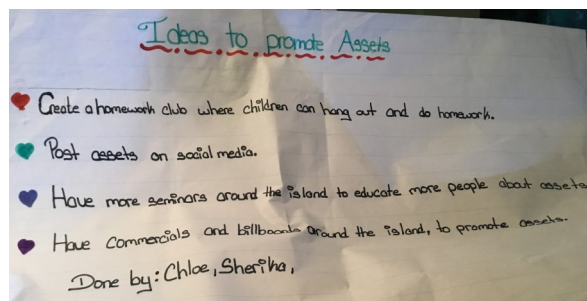 Ideas to promote Assets
Create a homework club where children can hang out and do homework.
Post assets on social media.
Have more seminars around the island to educate more people about assets
Have Commercials and billboards around the island, to promote assets.
Done by: Chloe, Sherika,